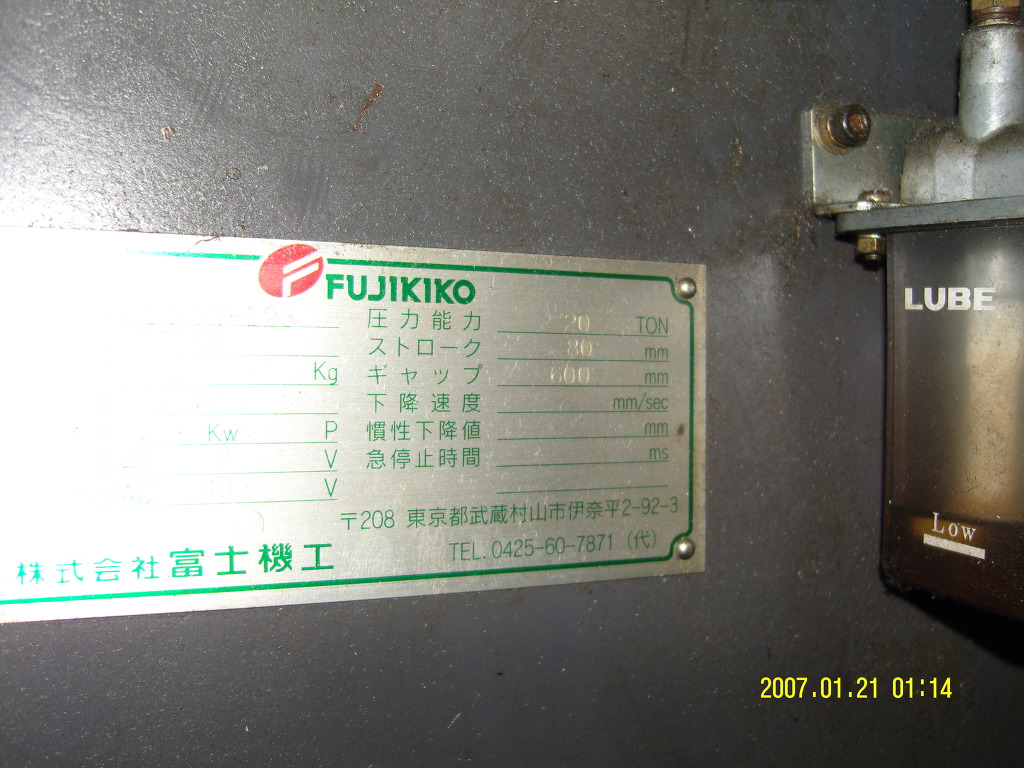 FUJIKIKO
圧力能力 20 TON
ストローク 80 mm
Kg ギャップ 600 mm
下降速度 mm/sec
Kw P 慣性下降値 mm
V 急停止時間 ms
V
〒208 東京都武蔵村山市伊奈平2-92-3
株式会社富士機工 TEL.0425-60-7871(代)
LUBE
Low
2007.01.21 01:14